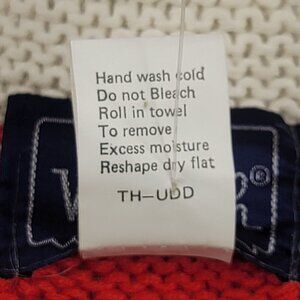 Hand wash cold
Do not Bleach
Roll in towel
To remove
Excess moisture
Reshape dry flat
TH-UDD